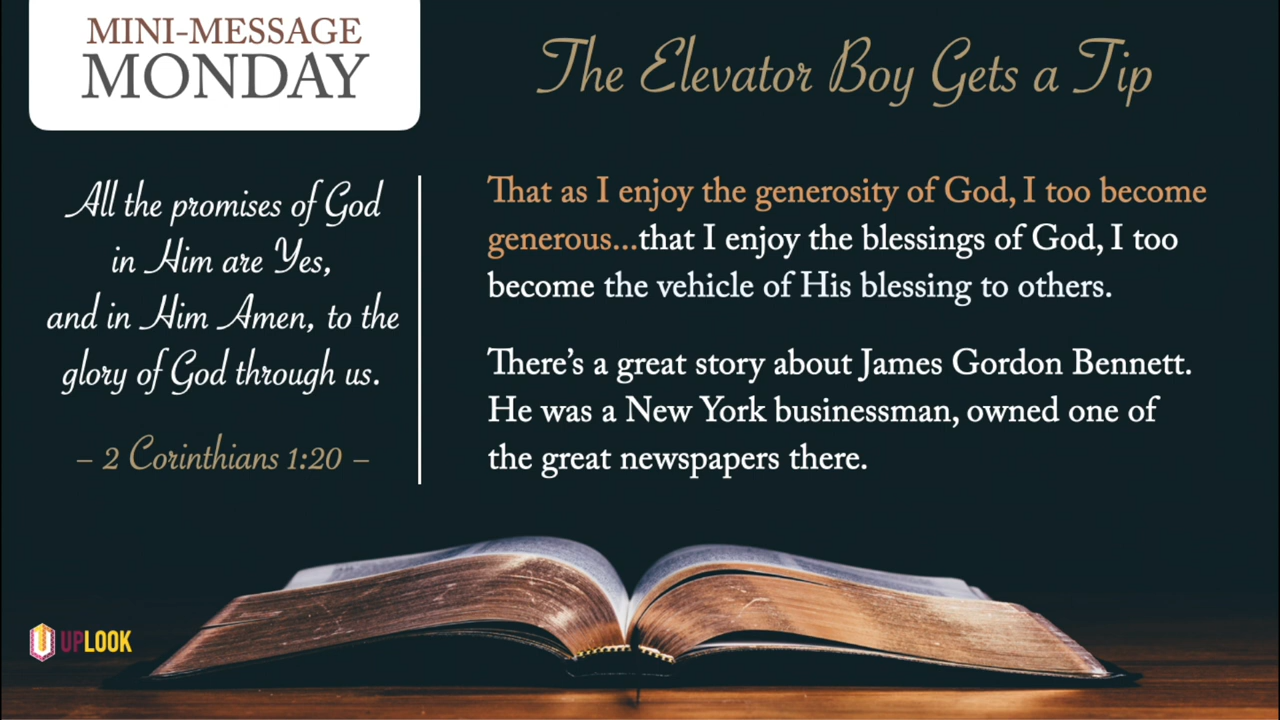 MINI-MESSAGE
MONDAY
The Elevator Boy Gets a Tip
All the promises of God
in Him are Yes,
and in Him Amen, to the
glory of God through us.
– 2 Corinthians 1:20 –
That as I enjoy the generosity of God, I too become
generous...that I enjoy the blessings of God, I too
become the vehicle of His blessing to others.
There's a great story about James Gordon Bennett.
He was a New York businessman, owned one of
the great newspapers there.
UPLOOK